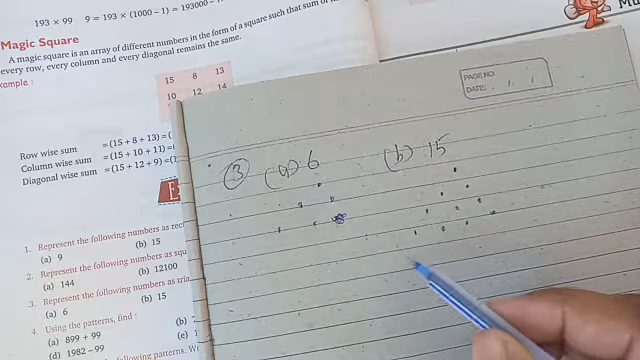 193 × 99 9 = 193 × (1000 − 1) = 193000 −
Magic Square
A magic square is an array of different numbers in the form of a square such that sum of
every row, every column and every diagonal remains the same.
15 8 13
10 12 14
Row wise sum = (15 + 8 + 13) = (
Column wise sum = (15 + 10 + 11) =
Diagonal wise sum = (15 + 12 + 9) = (
E
1. Represent the following numbers as
(a) 9 (b) 15
2. Represent the following numbers as squ
(a) 144 (b) 12100
3. Represent the following numbers as tria
(a) 6 (b) 15
4. Using the patterns, find :
(a) 899 + 99 (b)
(d) 1982 − 99 (e)
following patterns.
PAGE NO.
DATE:
3 (a) 6 (b) 15
Mu